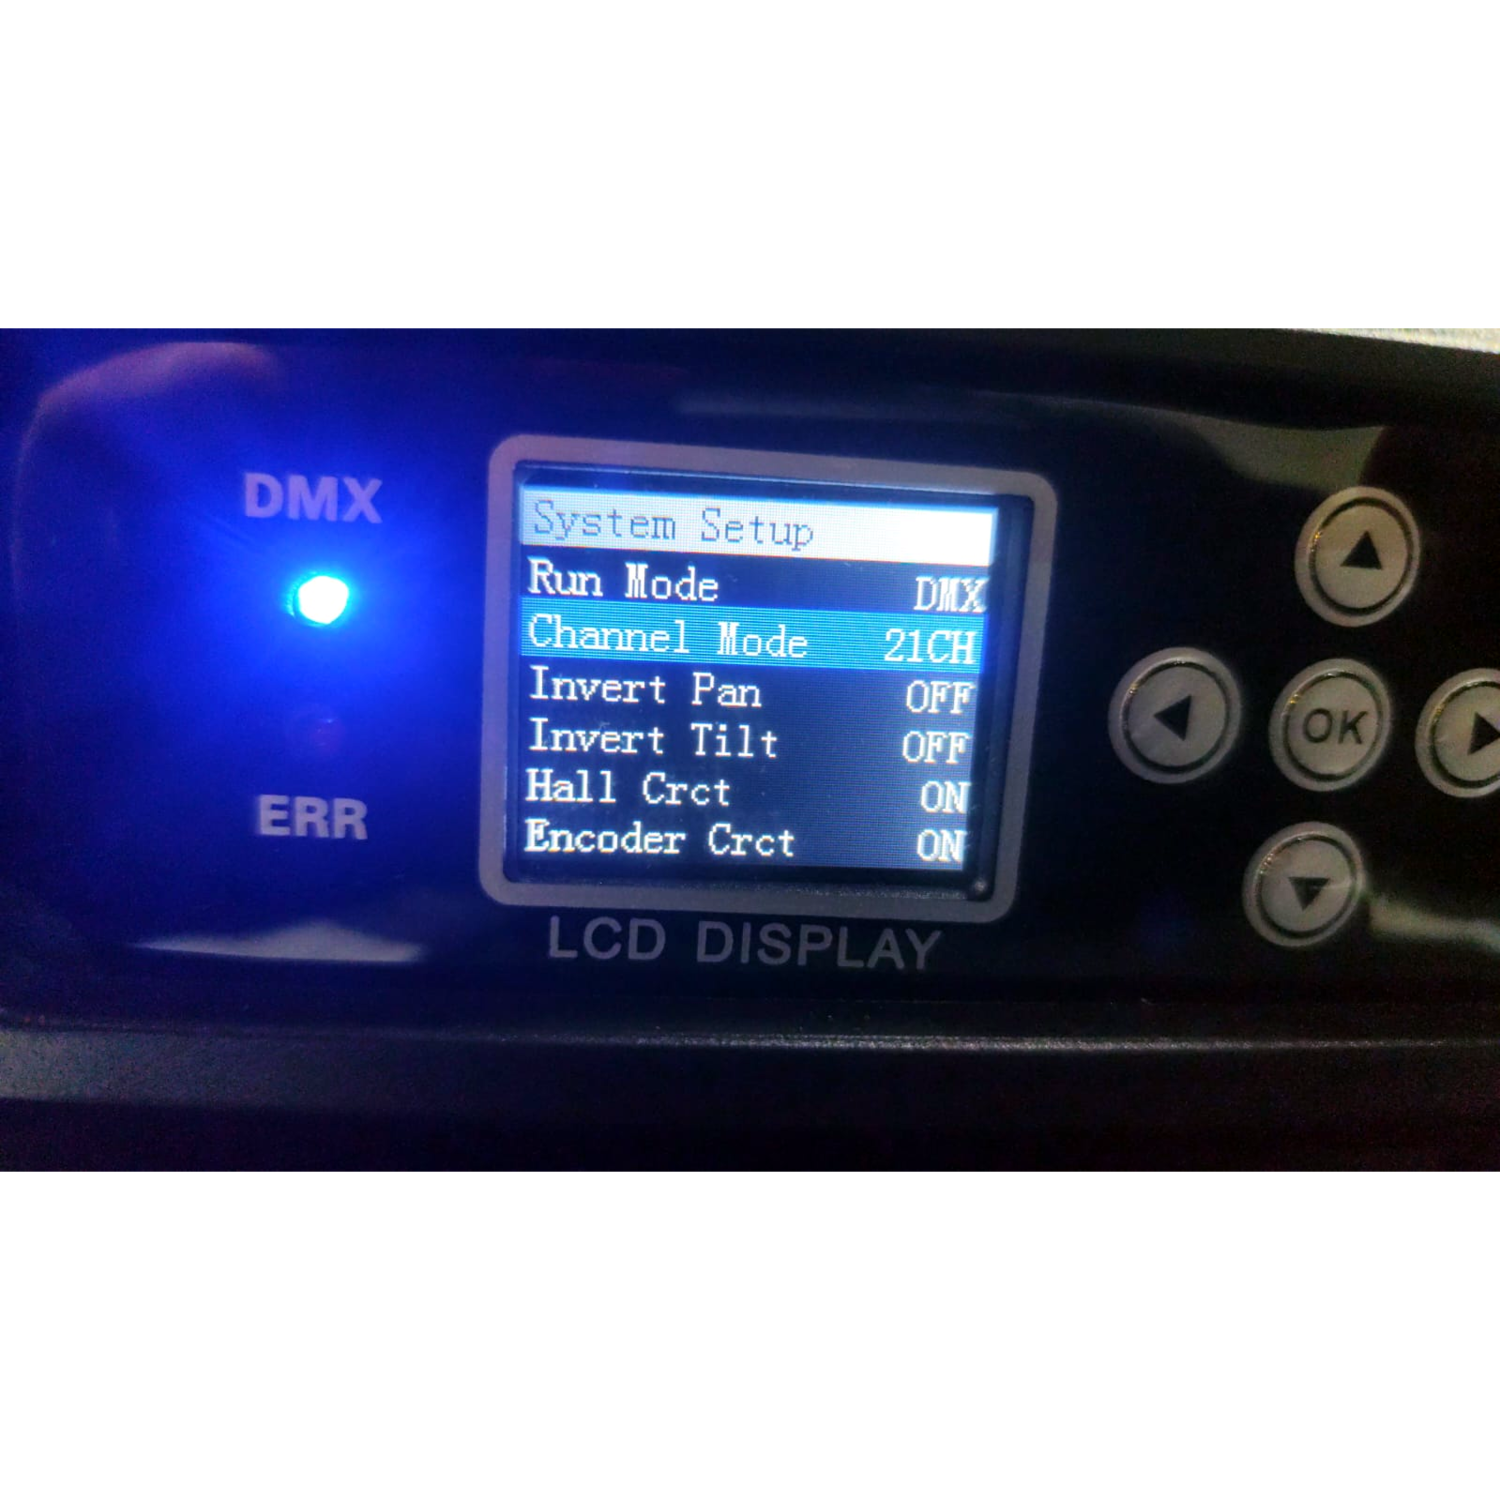 DMX
System Setup
Run Mode DMX
Channel Mode 21CH
Invert Pan OFF
Invert Tilt OFF
Hall Crct ON
Encoder Crct ON
OK
ERR
LCD DISPLAY